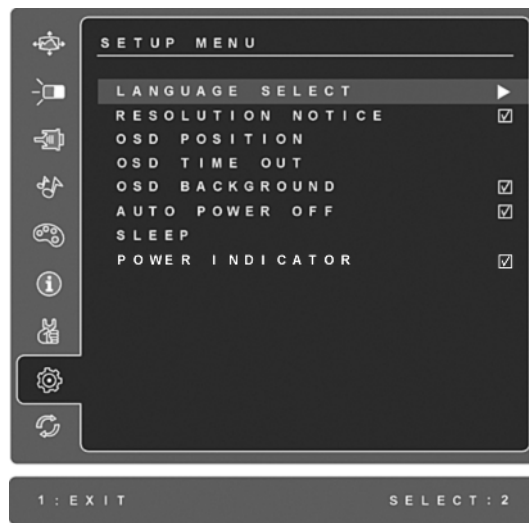 SETUP MENU
LANGUAGE SELECT
RESOLUTION NOTICE
OSD POSITION
OSD TIME OUT
OSD BACKGROUND
AUTO POWER OFF
SLEEP
POWER INDICATOR
1:EXIT SELECT:2